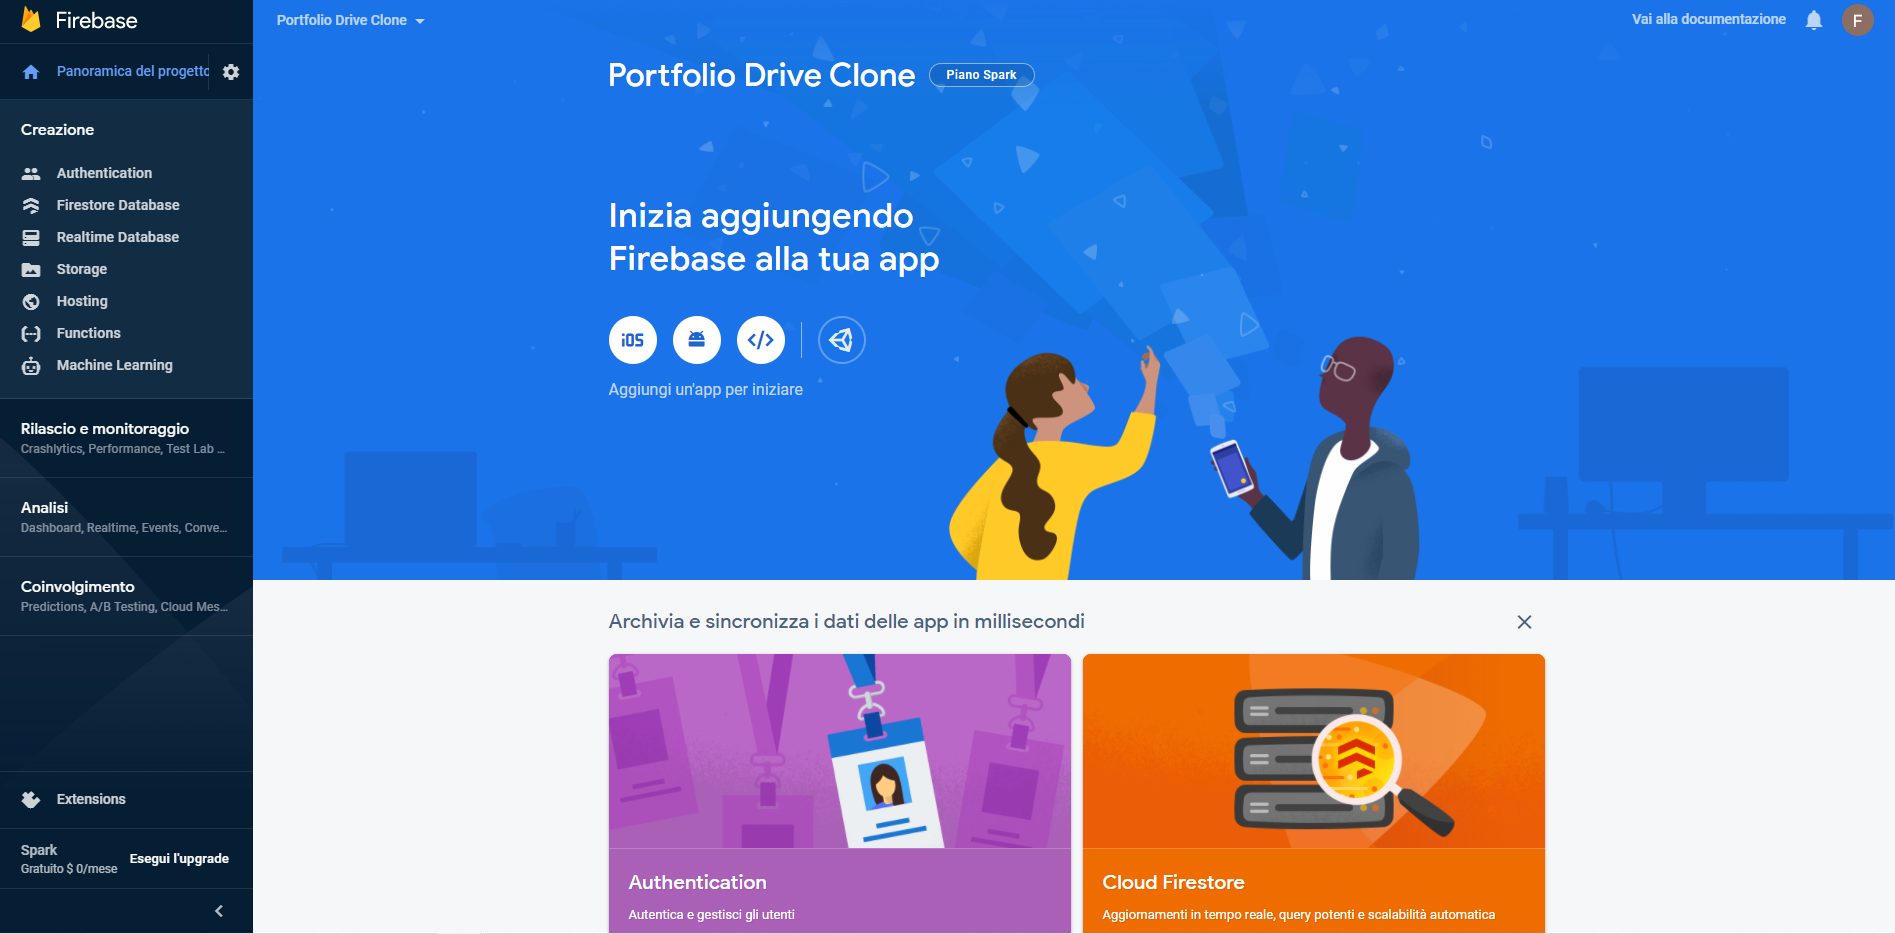 Firebase
Panoramica del progetto
Creazione
Authentication
Firestore Database
Realtime Database
Storage
Hosting
Functions
Machine Learning
Rilascio e monitoraggio
Crashlytics, Performance, Test Lab ...
Analisi
Dashboard, Realtime, Events, Conve...
Coinvolgimento
Predictions, A/B Testing, Cloud Mes...
Extensions
Spark
Gratuito $ 0/mese
Esegui l'upgrade
Portfolio Drive Clone
Vai alla documentazione
F
Portfolio Drive Clone
Piano Spark
Inizia aggiungendo
Firebase alla tua app
iOS
Aggiungi un'app per iniziare
Archivia e sincronizza i dati delle app in millisecondi
Authentication
Autentica e gestisci gli utenti
Cloud Firestore
Aggiornamenti in tempo reale, query potenti e scalabilità automatica